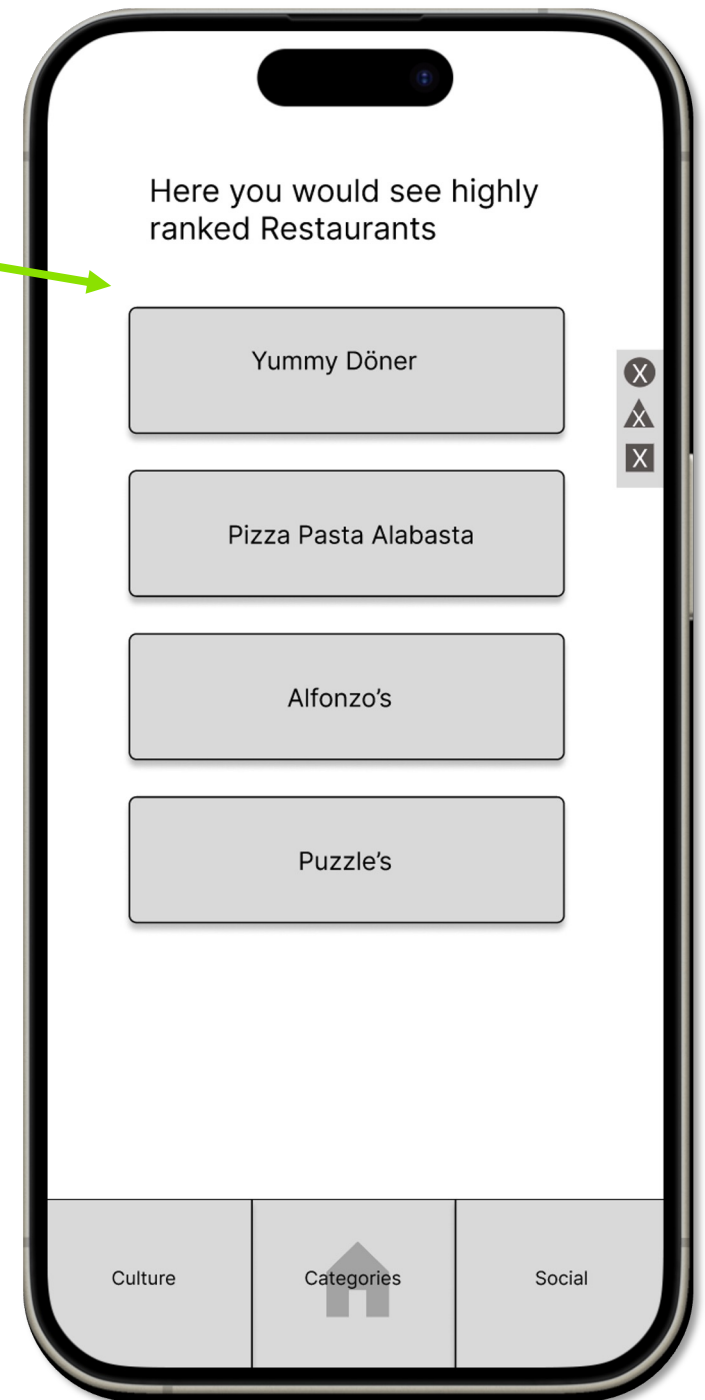 Here you would see highly
ranked Restaurants
Yummy Döner
X
X
X
Pizza Pasta Alabasta
Alfonzo’s
Puzzle’s
Culture
Categories
Social